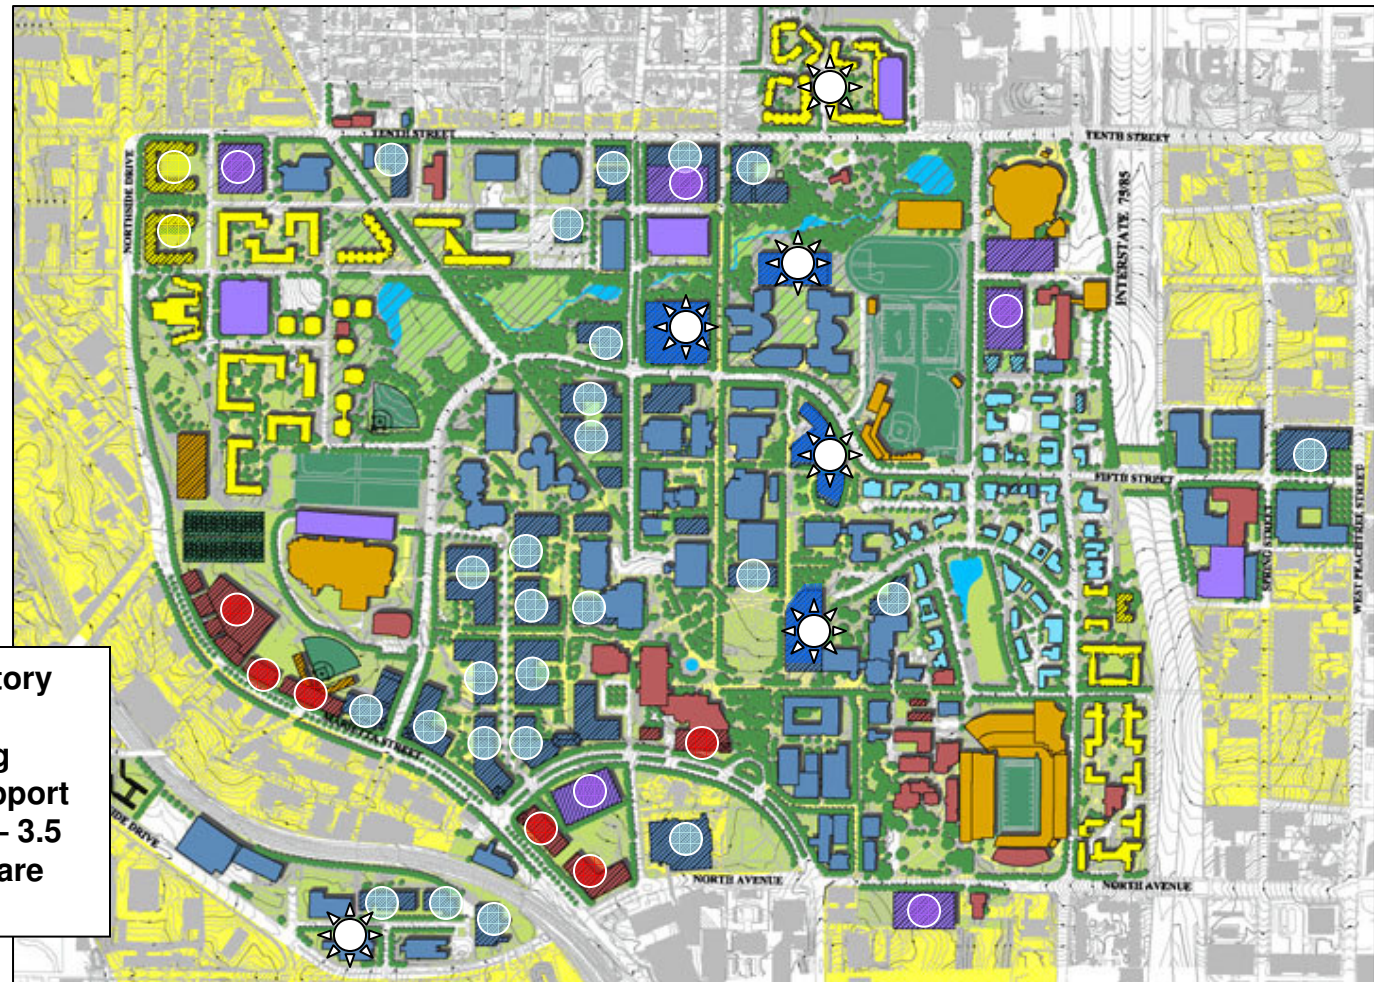 TENTH STREET
TENTH STREET
NORTHSIDE DRIVE
INTERSTATE 75/85
FIFTH STREET
SPRING STREET
WEST PEACHTREE STREET
tory
g
pport
– 3.5
are
MARIETTA STREET
SIDE DRIVE
NORTH AVENUE
NORTH AVENUE